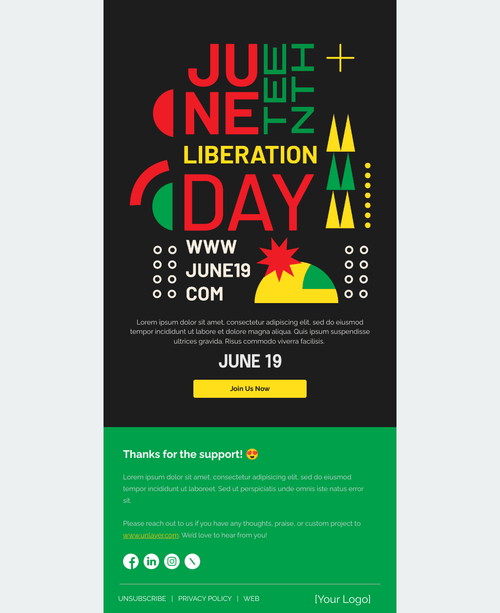 JU
NE
TEE
NTH
LIBERATION
DAY
WWW
JUNE19
COM
Lorem ipsum dolor sit amet, consectetur adipiscing elit, sed do eiusmod
tempor incididunt ut labore et dolore magna aliqua. Quis ipsum suspendisse
ultrices gravida. Risus commodo viverra facilisis.
JUNE 19
Join Us Now
Thanks for the support! 😍
Lorem ipsum dolor sit amet, consectetur adipiscing elit, sed do eiusmod
tempor incididunt ut laboreet. Sed ut perspiciatis unde omnis iste natus error
sit.
Please reach out to us if you have any thoughts, praise, or custom project to
www.unlayer.com. We'd love to hear from you!
UNSUBSCRIBE | PRIVACY POLICY | WEB
[Your Logo]